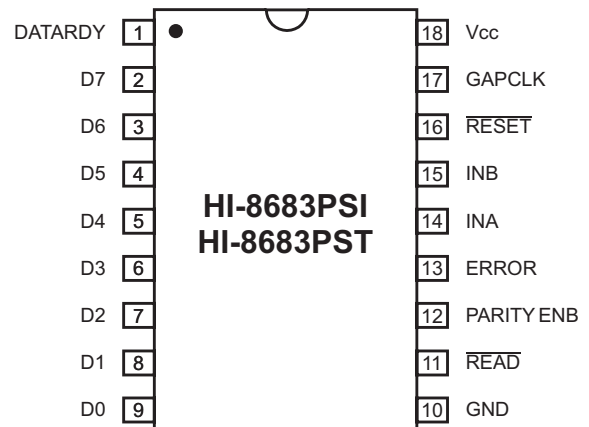 DATARDY 1 18 Vcc
D7 2 17 GAPCLK
D6 3 16 RESET
D5 4 15 INB
HI-8683PSI
D4 5 14 INA
HI-8683PST
D3 6 13 ERROR
D2 7 12 PARITY ENB
D1 8 11 READ
D0 9 10 GND